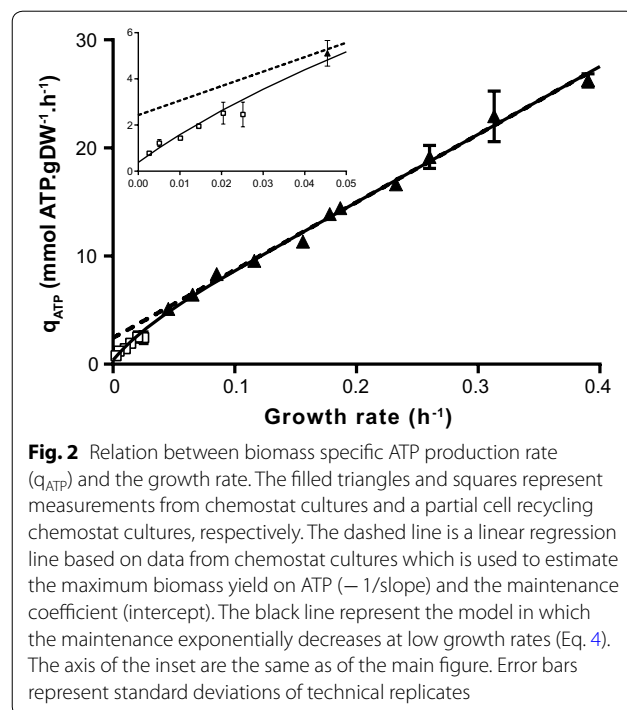 30
20
10
0
q_ATP (mmol ATP.gDW⁻¹.h⁻¹)
6
4
2
0
0.00 0.01 0.02 0.03 0.04 0.05
0 0.1 0.2 0.3 0.4
Growth rate (h⁻¹)
Fig. 2 Relation between biomass specific ATP production rate
(q_ATP) and the growth rate. The filled triangles and squares represent
measurements from chemostat cultures and a partial cell recycling
chemostat cultures, respectively. The dashed line is a linear regression
line based on data from chemostat cultures which is used to estimate
the maximum biomass yield on ATP (− 1/slope) and the maintenance
coefficient (intercept). The black line represent the model in which
the maintenance exponentially decreases at low growth rates (Eq. 4).
The axis of the inset are the same as of the main figure. Error bars
represent standard deviations of technical replicates